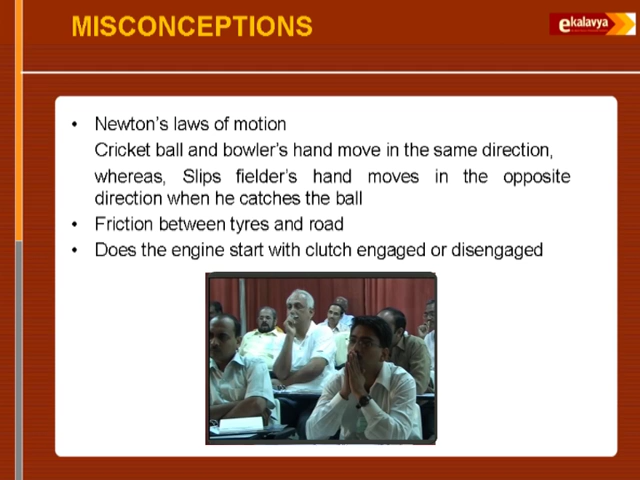 MISCONCEPTIONS
ekalavya
• Newton's laws of motion
Cricket ball and bowler's hand move in the same direction,
whereas, Slips fielder's hand moves in the opposite
direction when he catches the ball
• Friction between tyres and road
• Does the engine start with clutch engaged or disengaged